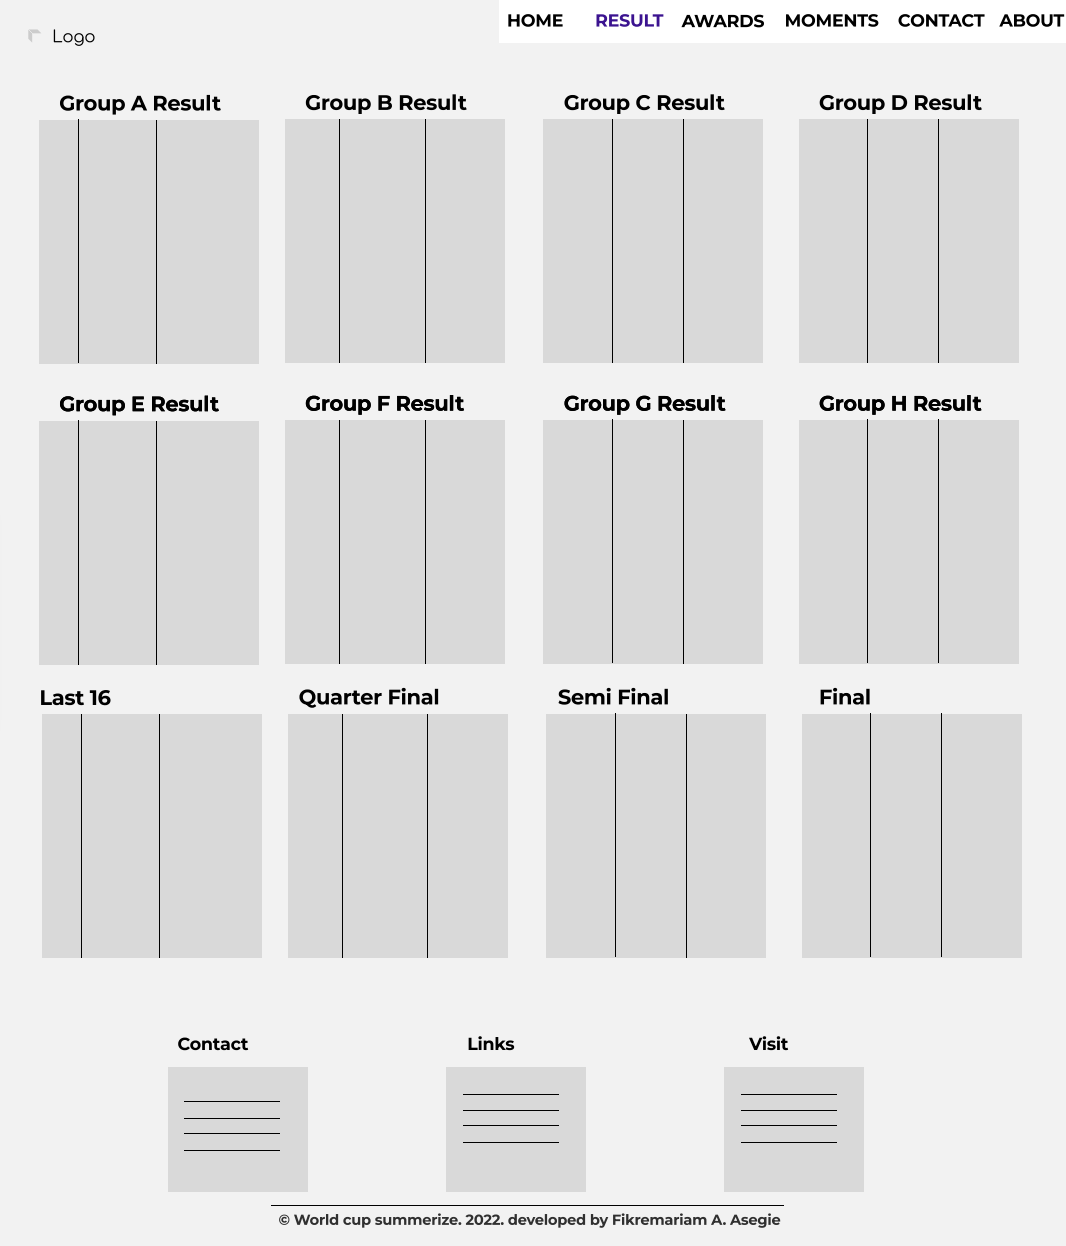 Logo
HOME RESULT AWARDS MOMENTS CONTACT ABOUT
Group A Result Group B Result Group C Result Group D Result
Group E Result Group F Result Group G Result Group H Result
Last 16 Quarter Final Semi Final Final
Contact Links Visit
© World cup summerize. 2022. developed by Fikremariam A. Asegie